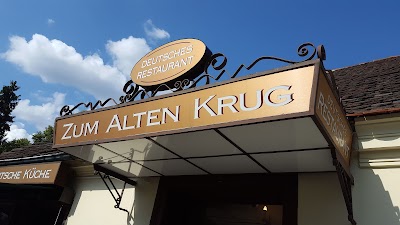 DEUTSCHES
RESTAURANT
ZUM ALTEN KRUG
TSCHE KÜCHE